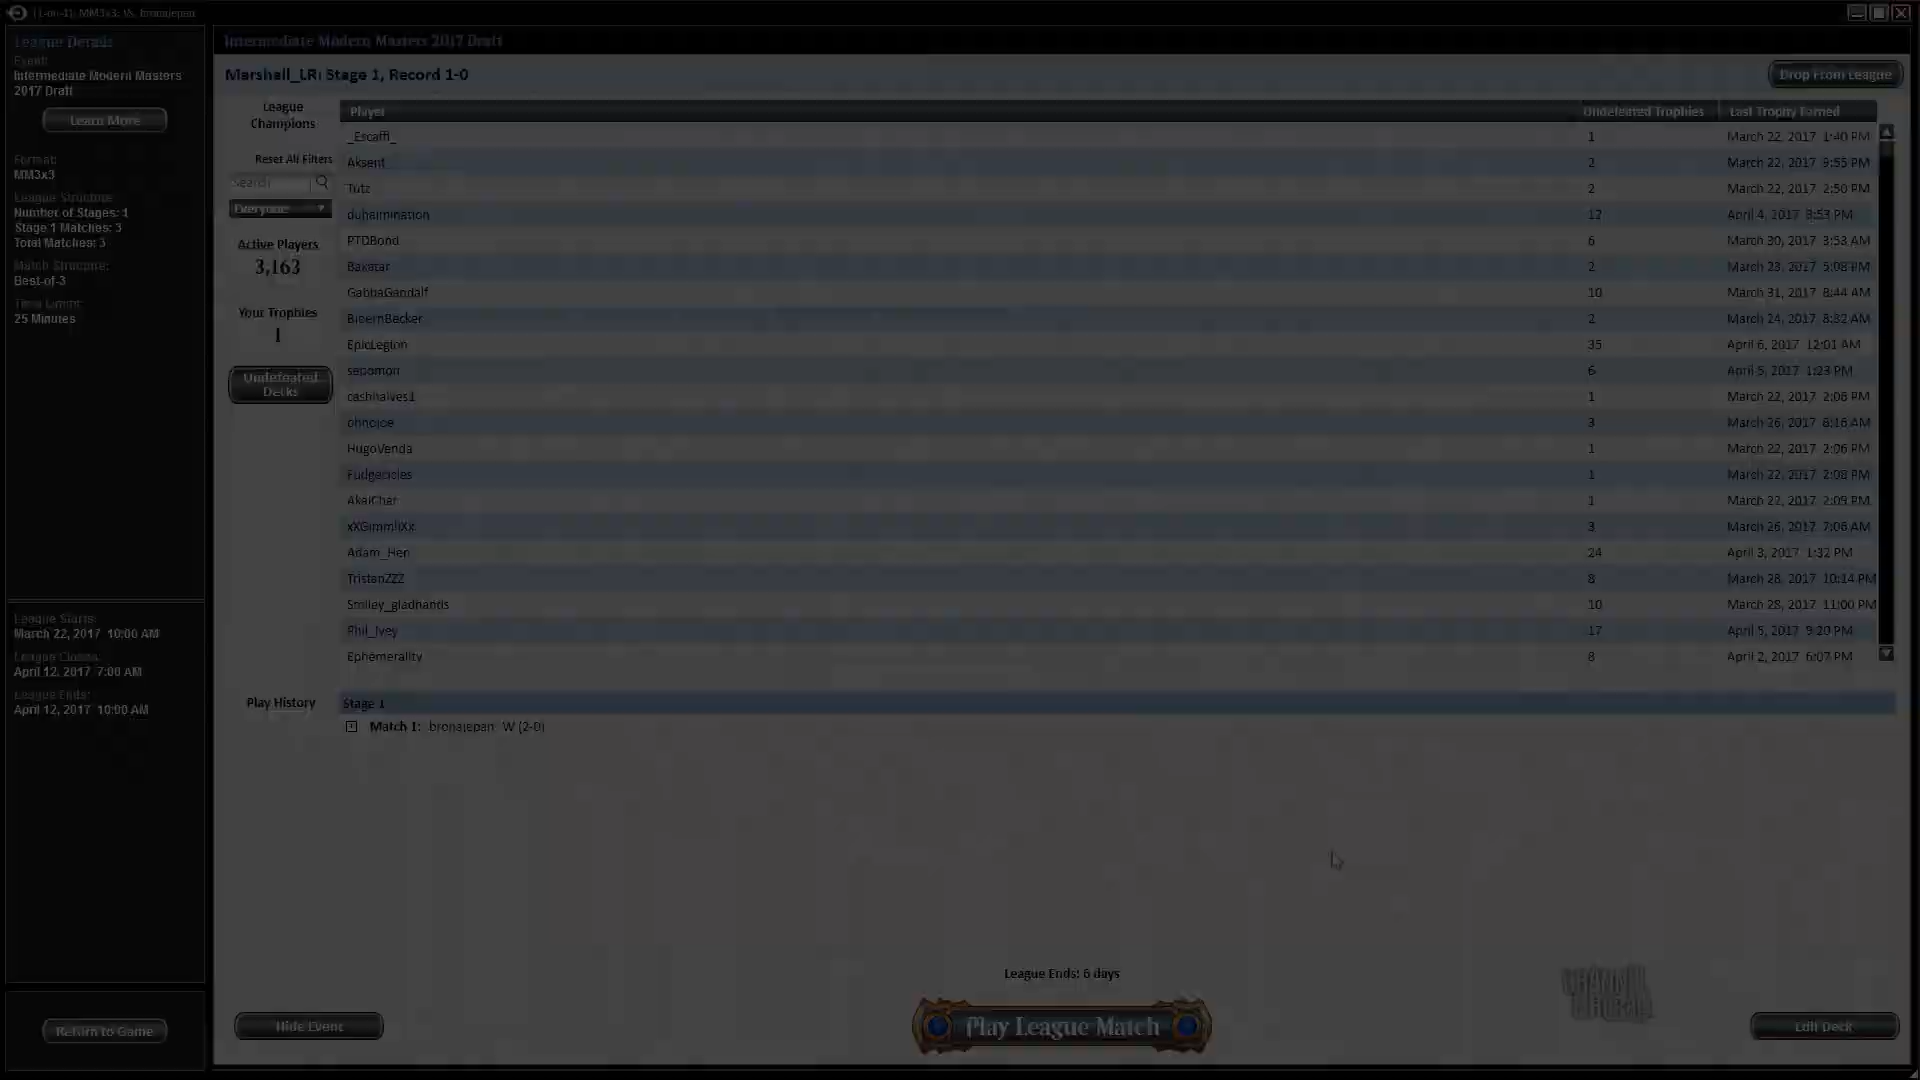 [1-on-1]: MM3x3: Vs. bronajepan
League Details
Event:
Intermediate Modern Masters
2017 Draft
Learn More
Format:
MM3x3
League Structure:
Number of Stages: 1
Stage 1 Matches: 3
Total Matches: 3
Match Structure:
Best-of-3
Time Limit:
25 Minutes
League Starts:
March 22, 2017 10:00 AM
League Closes:
April 12, 2017 7:00 AM
League Ends:
April 12, 2017 10:00 AM
Return to Game
Intermediate Modern Masters 2017 Draft
Marshall_LR: Stage 1, Record 1-0
Drop From League
League
Champions
Reset All Filters
Search
Everyone
Active Players
3,163
Your Trophies
1
Undefeated
Decks
Player Undefeated Trophies Last Trophy Earned
_Escaffi_ 1 March 22, 2017 1:40 PM
Aksent 2 March 22, 2017 9:55 PM
Tutz 2 March 22, 2017 2:50 PM
duhermination 12 April 4, 2017 3:53 PM
PTDBond 6 March 30, 2017 3:53 AM
Bakatar 2 March 23, 2017 5:08 PM
GabbaGandalf 10 March 31, 2017 8:44 AM
BjoernBecker 2 March 24, 2017 8:32 AM
EpicLegion 35 April 6, 2017 12:01 AM
sepomon 6 April 5, 2017 1:23 PM
cashhalves1 1 March 22, 2017 2:06 PM
ohnojoe 3 March 26, 2017 8:16 AM
HugoVenda 1 March 22, 2017 2:06 PM
Fudgecicles 1 March 22, 2017 2:08 PM
AkaiChar 1 March 22, 2017 2:09 PM
xXGimmliXx 3 March 26, 2017 7:06 AM
Adam_Hen 24 April 3, 2017 1:32 PM
TristanZZZ 8 March 28, 2017 10:14 PM
Smiley_gladhands 10 March 28, 2017 11:00 PM
Phil_Ivey 17 April 5, 2017 9:20 PM
Ephemerality 8 April 2, 2017 6:07 PM
Play History
Stage 1
Match 1: bronajepan W (2-0)
League Ends: 6 days
Hide Event
Play League Match
CHANNEL
Edit Deck